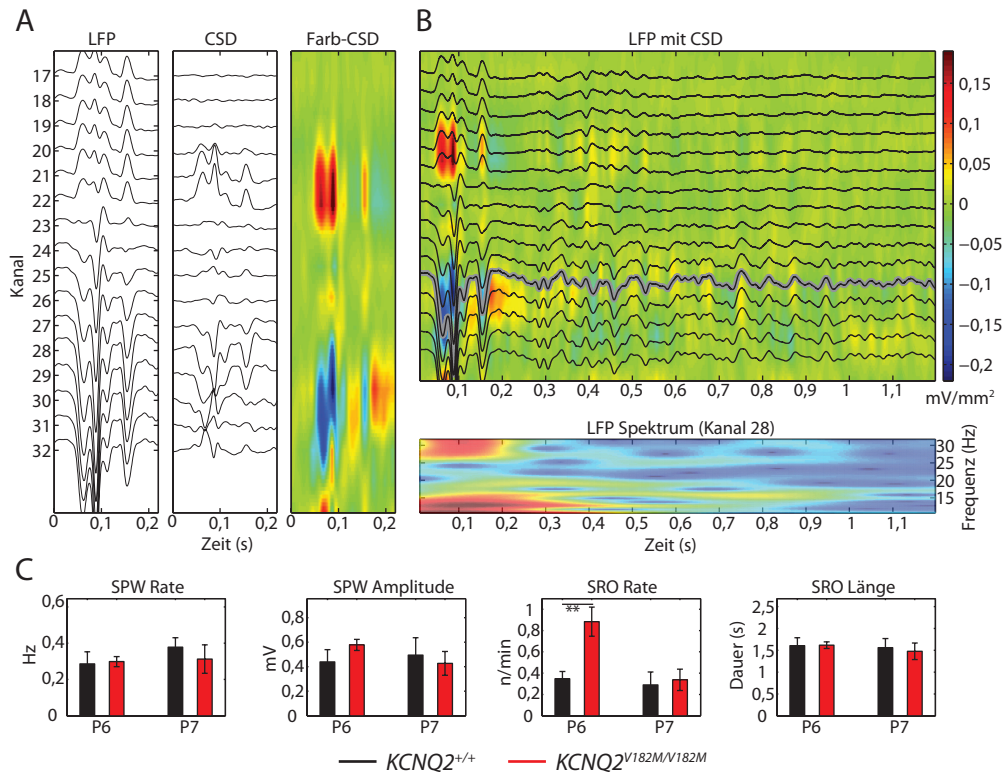 A
LFP
CSD
Farb-CSD
Kanal
17
18
19
20
21
22
23
24
25
26
27
28
29
30
31
32
0 0,1 0,2
0 0,1 0,2
0,1 0,2
Zeit (s)
B
LFP mit CSD
0,1 0,2 0,3 0,4 0,5 0,6 0,7 0,8 0,9 1 1,1
0,15
0,1
0,05
0
−0,05
−0,1
−0,15
−0,2
mV/mm²
LFP Spektrum (Kanal 28)
30
25
20
15
Frequenz (Hz)
0,1 0,2 0,3 0,4 0,5 0,6 0,7 0,8 0,9 1 1,1
Zeit (s)
C
SPW Rate
Hz
0,6
0,4
0,2
0
P6 P7
SPW Amplitude
mV
0,8
0,6
0,4
0,2
0
P6 P7
SRO Rate
n/min
1
0,8
0,6
0,4
0,2
0
**
P6 P7
SRO Länge
Dauer (s)
2,5
2
1,5
1
0,5
0
P6 P7
KCNQ2+/+ KCNQ2V182M/V182M